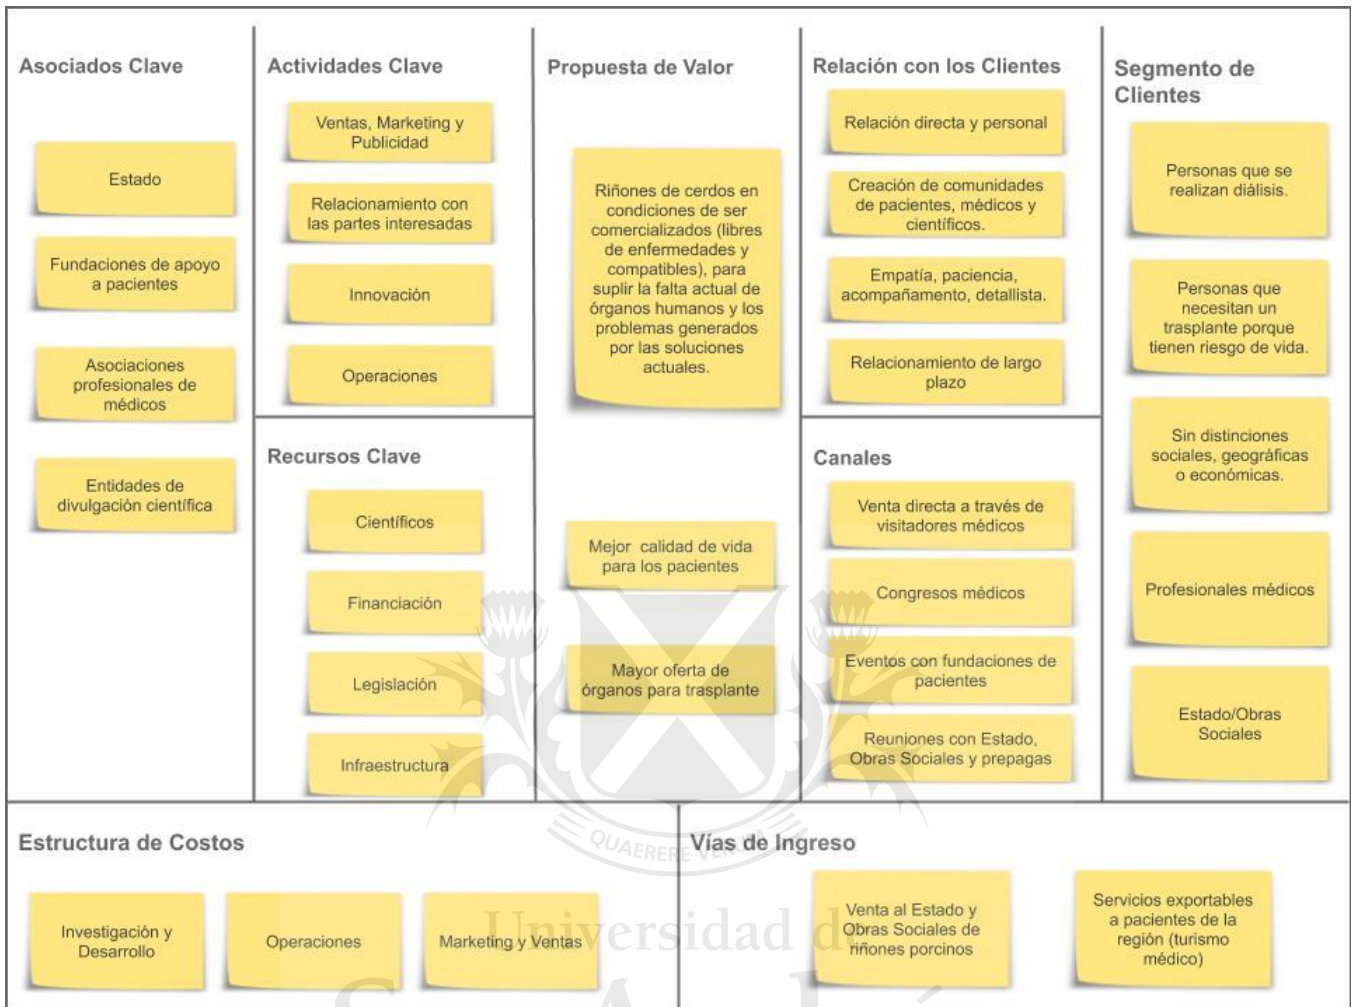 Asociados Clave
Estado
Fundaciones de apoyo
a pacientes
Asociaciones
profesionales de
médicos
Entidades de
divulgación científica
Actividades Clave
Ventas, Marketing y
Publicidad
Relacionamiento con
las partes interesadas
Innovación
Operaciones
Recursos Clave
Científicos
Financiación
Legislación
Infraestructura
Propuesta de Valor
Riñones de cerdos en
condiciones de ser
comercializados (libres
de enfermedades y
compatibles), para
suplir la falta actual de
órganos humanos y los
problemas generados
por las soluciones
actuales.
Mejor calidad de vida
para los pacientes
Mayor oferta de
órganos para trasplante
Relación con los Clientes
Relación directa y personal
Creación de comunidades
de pacientes, médicos y
científicos.
Empatía, paciencia,
acompañamento, detallista.
Relacionamiento de largo
plazo
Canales
Venta directa a través de
visitadores médicos
Congresos médicos
Eventos con fundaciones de
pacientes
Reuniones con Estado,
Obras Sociales y prepagas
Segmento de
Clientes
Personas que se
realizan diálisis.
Personas que
necesitan un
trasplante porque
tienen riesgo de vida.
Sin distinciones
sociales, geográficas
o económicas.
Profesionales médicos
Estado/Obras
Sociales
Estructura de Costos
Investigación y
Desarrollo
Operaciones
Marketing y Ventas
Vías de Ingreso
Venta al Estado y
Obras Sociales de
riñones porcinos
Servicios exportables
a pacientes de la
región (turismo
médico)
QUAERERE VERUM
Universidad de